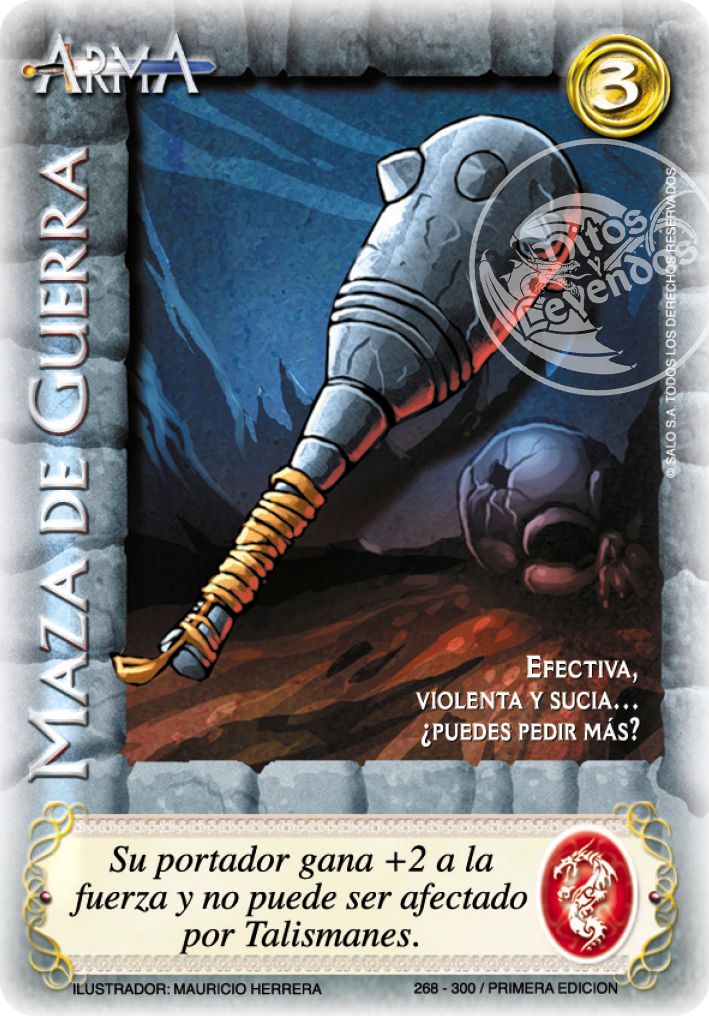 ARMA
3
MAZA DE GUERRA
Mitos
y
Leyendas
© SALO S.A. TODOS LOS DERECHOS RESERVADOS
EFECTIVA,
VIOLENTA Y SUCIA...
¿PUEDES PEDIR MÁS?
Su portador gana +2 a la
fuerza y no puede ser afectado
por Talismanes.
ILUSTRADOR: MAURICIO HERRERA
268 - 300 / PRIMERA EDICION